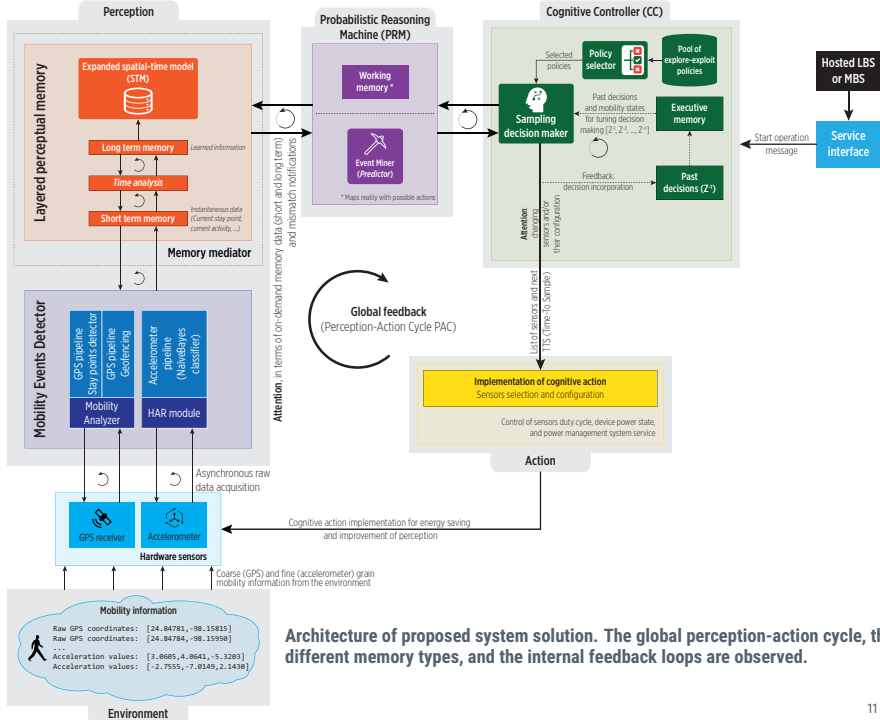 Perception
Layered perceptual memory
Expanded spatial-time model
(STM)
Long term memory
Learned information
Time analysis
Short term memory
Instantaneous data
(Current stay point,
current activity, ...)
Memory mediator
Mobility Events Detector
GPS pipeline
Stay points detector
GPS pipeline
Geofencing
Accelerometer
pipeline
(NaïveBayes
classifier)
Mobility
Analyzer
HAR module
Attention, in terms of on-demand memory data (short and long term)
and mismatch notifications
Probabilistic Reasoning
Machine (PRM)
Working
memory *
Event Miner
(Predictor)
* Maps reality with possible actions
Cognitive Controller (CC)
Selected
policies
Policy
selector
Pool of
explore-exploit
policies
Sampling
decision maker
Past decisions
and mobility states
for tuning decision
making [Z⁻¹, Z⁻², ..., Z⁻ⁿ]
Executive
memory
Feedback:
decision incorporation
Past
decisions (Z⁻¹)
Attention:
changing
sensors and/or
their configuration
Hosted LBS
or MBS
Start operation
message
Service
interface
Global feedback
(Perception-Action Cycle PAC)
List of sensors and next
TTS (Time-To Sample)
Implementation of cognitive action
Sensors selection and configuration
Control of sensors duty cycle, device power state,
and power management system service
Action
Asynchronous raw
data acquisition
GPS receiver
Accelerometer
Hardware sensors
Cognitive action implementation for energy saving
and improvement of perception
Coarse (GPS) and fine (accelerometer) grain
mobility information from the environment
Mobility information
Raw GPS coordinates: [24.84781,-98.15815]
Raw GPS coordinates: [24.84784,-98.15950]
...
Acceleration values: [3.0605,4.0641,-5.3203]
Acceleration values: [-2.7555,-7.0149,2.1430]
Environment
Architecture of proposed system solution. The global perception-action cycle, th
different memory types, and the internal feedback loops are observed.
11